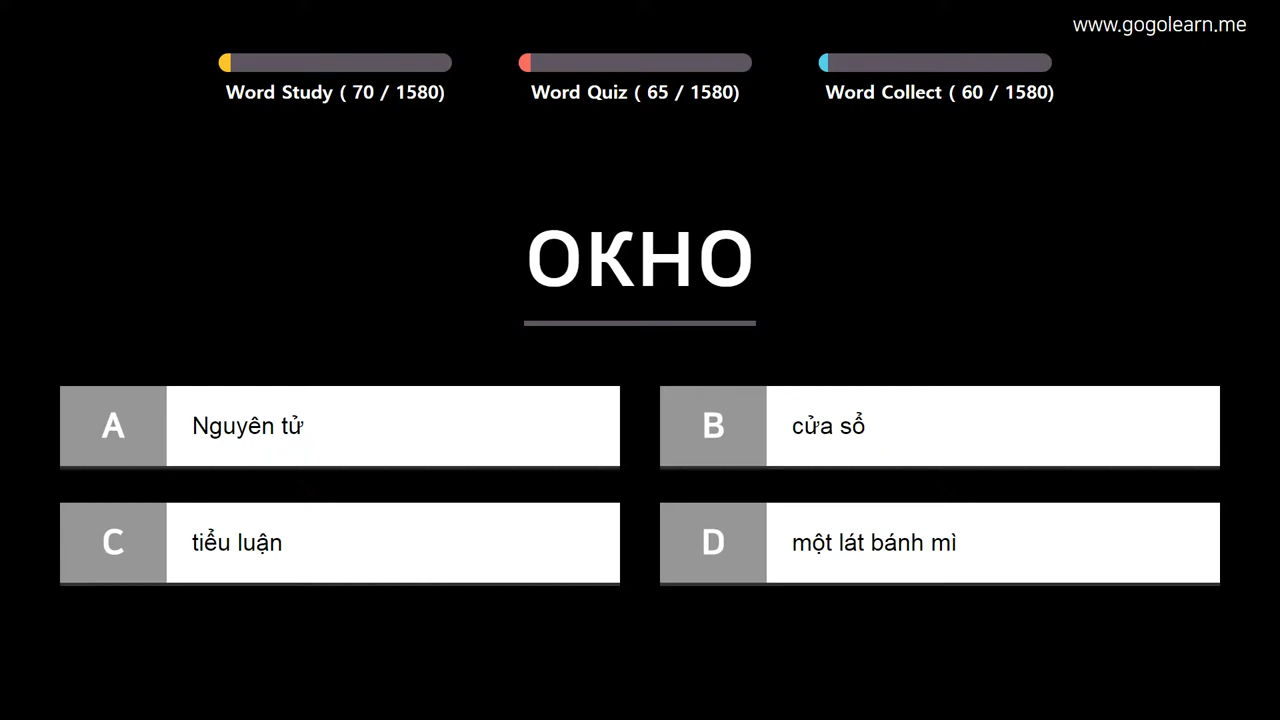 www.gogolearn.me
Word Study ( 70 / 1580)
Word Quiz ( 65 / 1580)
Word Collect ( 60 / 1580)
ОКНО
A
Nguyên tử
B
cửa sổ
C
tiểu luận
D
một lát bánh mì